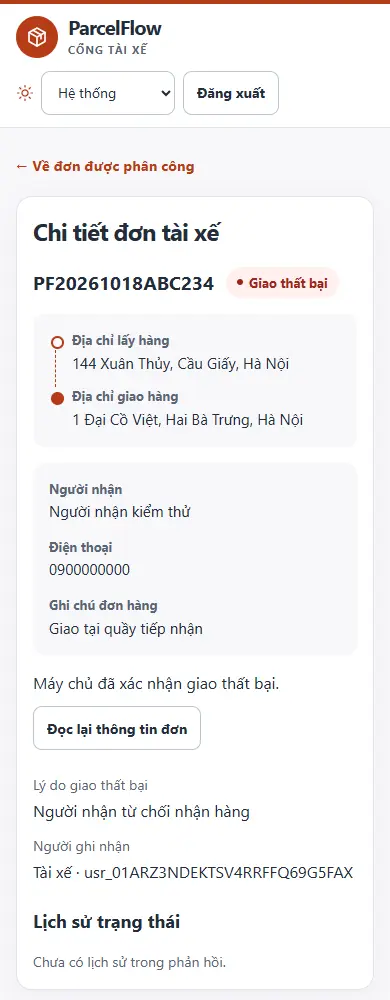 ParcelFlow
CỔNG TÀI XẾ
Hệ thống
Đăng xuất
← Về đơn được phân công
Chi tiết đơn tài xế
PF20261018ABC234
Giao thất bại
Địa chỉ lấy hàng
144 Xuân Thủy, Cầu Giấy, Hà Nội
Địa chỉ giao hàng
1 Đại Cồ Việt, Hai Bà Trưng, Hà Nội
Người nhận
Người nhận kiểm thử
Điện thoại
0900000000
Ghi chú đơn hàng
Giao tại quầy tiếp nhận
Máy chủ đã xác nhận giao thất bại.
Đọc lại thông tin đơn
Lý do giao thất bại
Người nhận từ chối nhận hàng
Người ghi nhận
Tài xế · usr_01ARZ3NDEKTSV4RRFFQ69G5FAX
Lịch sử trạng thái
Chưa có lịch sử trong phản hồi.